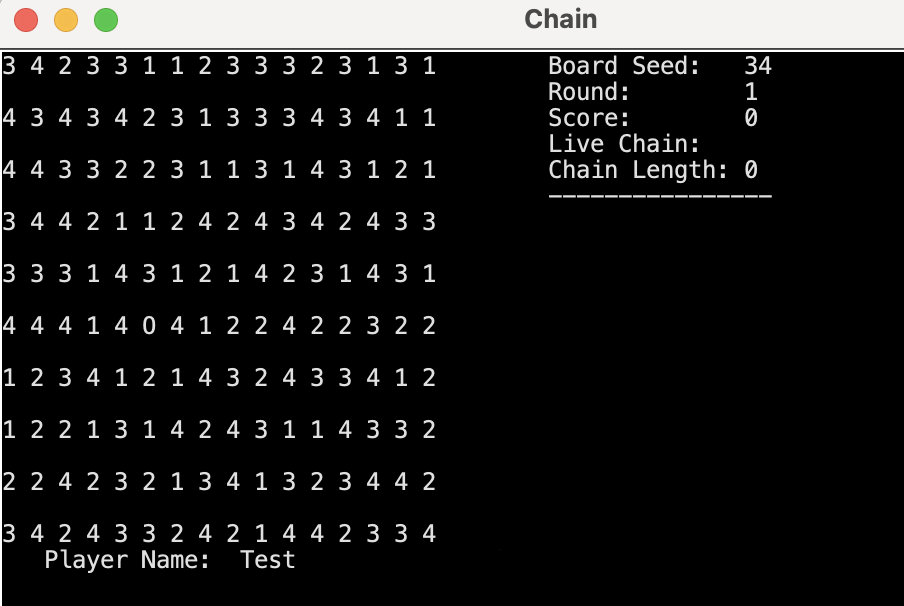 Chain
3 4 2 3 3 1 1 2 3 3 3 2 3 1 3 1 Board Seed: 34
Round: 1
4 3 4 3 4 2 3 1 3 3 3 4 3 4 1 1 Score: 0
Live Chain:
4 4 3 3 2 2 3 1 1 3 1 4 3 1 2 1 Chain Length: 0
----------------
3 4 4 2 1 1 2 4 2 4 3 4 2 4 3 3
3 3 3 1 4 3 1 2 1 4 2 3 1 4 3 1
4 4 4 1 4 0 4 1 2 2 4 2 2 3 2 2
1 2 3 4 1 2 1 4 3 2 4 3 3 4 1 2
1 2 2 1 3 1 4 2 4 3 1 1 4 3 3 2
2 2 4 2 3 2 1 3 4 1 3 2 3 4 4 2
3 4 2 4 3 3 2 4 2 1 4 4 2 3 3 4
Player Name: Test